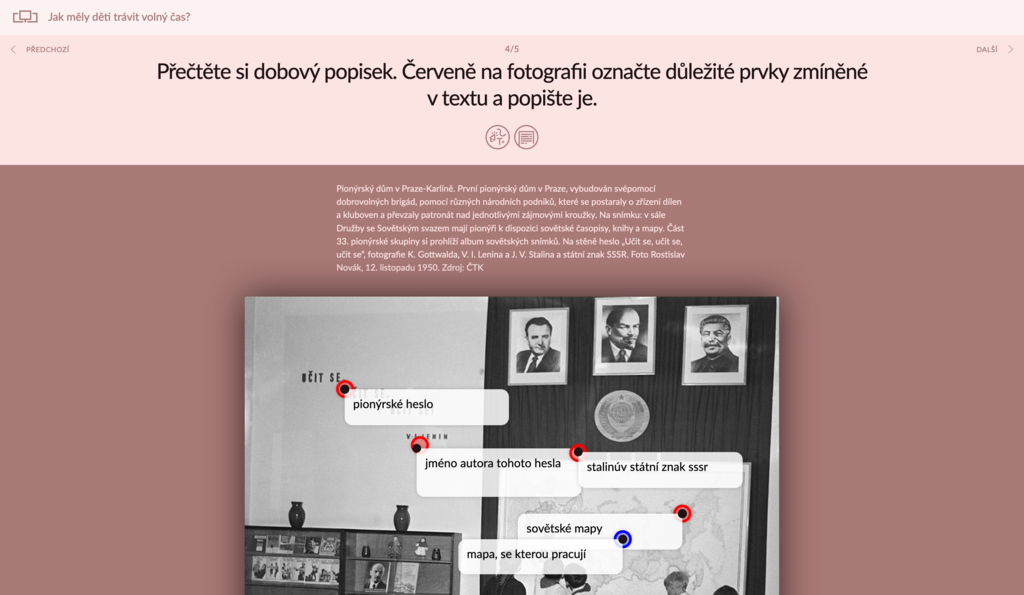 Jak měly děti trávit volný čas?
PŘEDCHOZÍ
4/5
DALŠÍ
Přečtěte si dobový popisek. Červeně na fotografii označte důležité prvky zmíněné
v textu a popište je.
Pionýrský dům v Praze-Karlíně. První pionýrský dům v Praze, vybudován svépomocí
dobrovolných brigád, pomocí různých národních podniků, které se postaraly o zřízení dílen
a kluboven a převzaly patronát nad jednotlivými zájmovými kroužky. Na snímku: v sále
Družby se Sovětským svazem mají pionýři k dispozici sovětské časopisy, knihy a mapy. Část
33. pionýrské skupiny si prohlíží album sovětských snímků. Na stěně heslo „Učit se, učit se,
učit se", fotografie K. Gottwalda, V. I. Lenina a J. V. Stalina a státní znak SSSR. Foto Rostislav
Novák, 12. listopadu 1950. Zdroj: ČTK
UČIT SE,
UČIT SE,
pionýrské heslo
UČIT SE!
V. I. LENIN
jméno autora tohoto hesla
stalinúv státní znak sssr
sovětské mapy
mapa, se kterou pracují